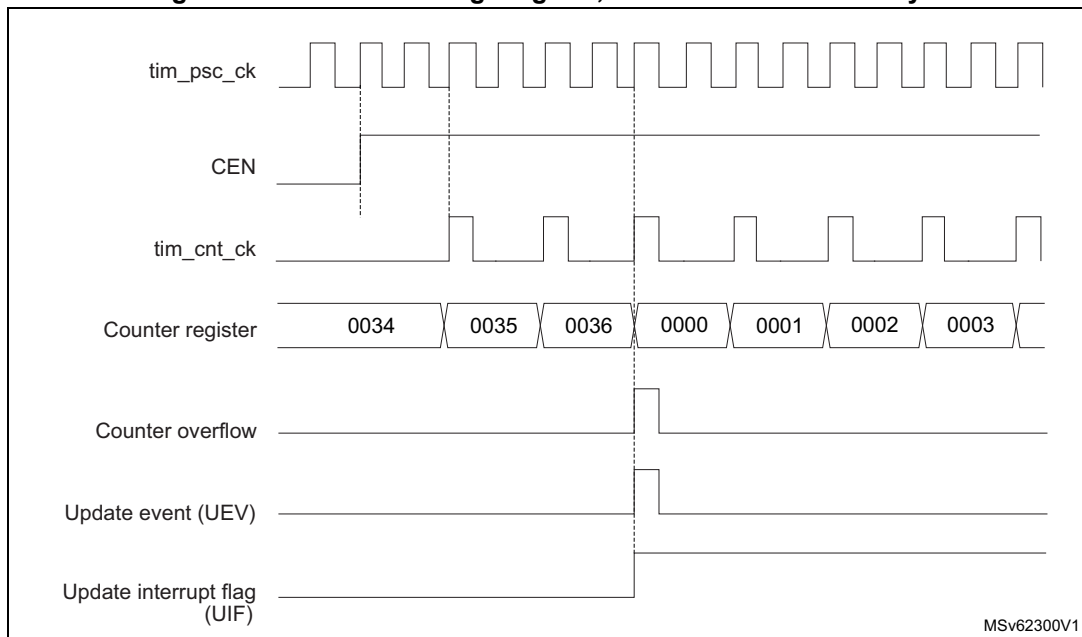 tim_psc_ck
CEN
tim_cnt_ck
Counter register 0034 0035 0036 0000 0001 0002 0003
Counter overflow
Update event (UEV)
Update interrupt flag
(UIF)
MSv62300V1